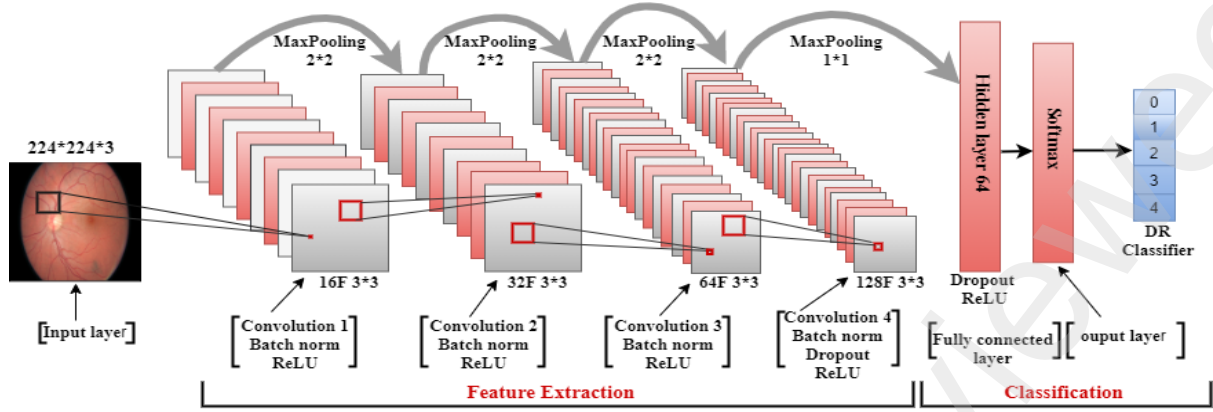 MaxPooling
2*2
MaxPooling
2*2
MaxPooling
2*2
MaxPooling
1*1
224*224*3
Hidden layer 64
Softmax
0
1
2
3
4
DR
Classifier
16F 3*3
32F 3*3
64F 3*3
128F 3*3
Dropout
ReLU
[Input layer]
Convolution 1
Batch norm
ReLU
Convolution 2
Batch norm
ReLU
Convolution 3
Batch norm
ReLU
Convolution 4
Batch norm
Dropout
ReLU
Fully connected
layer
ouput layer
Feature Extraction
Classification